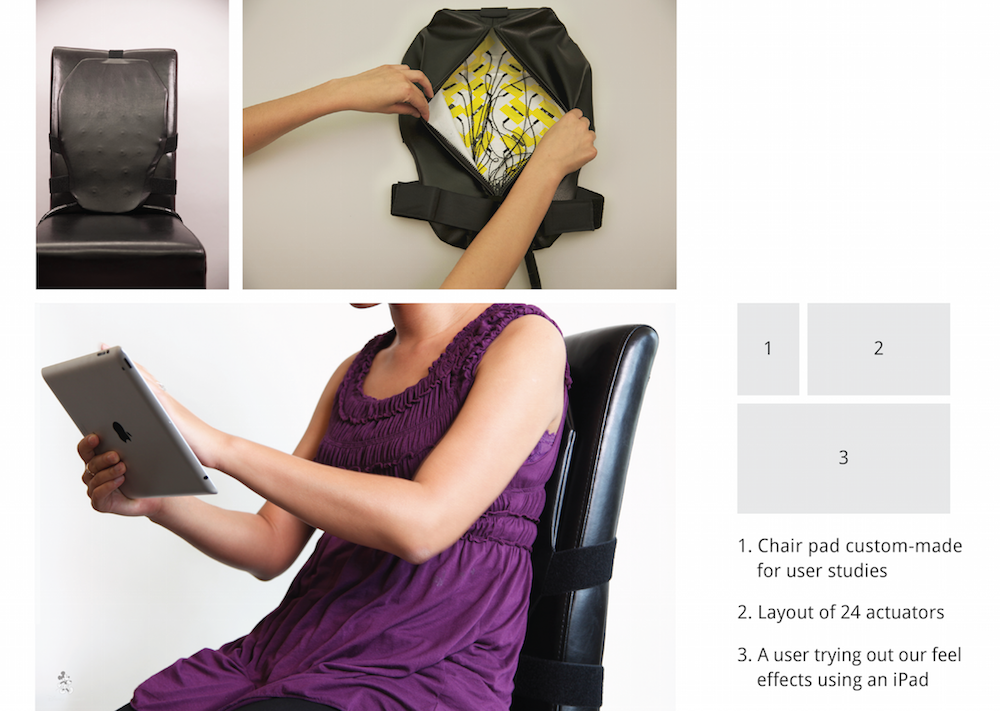 1
2
3
1. Chair pad custom-made
for user studies
2. Layout of 24 actuators
3. A user trying out our feel
effects using an iPad